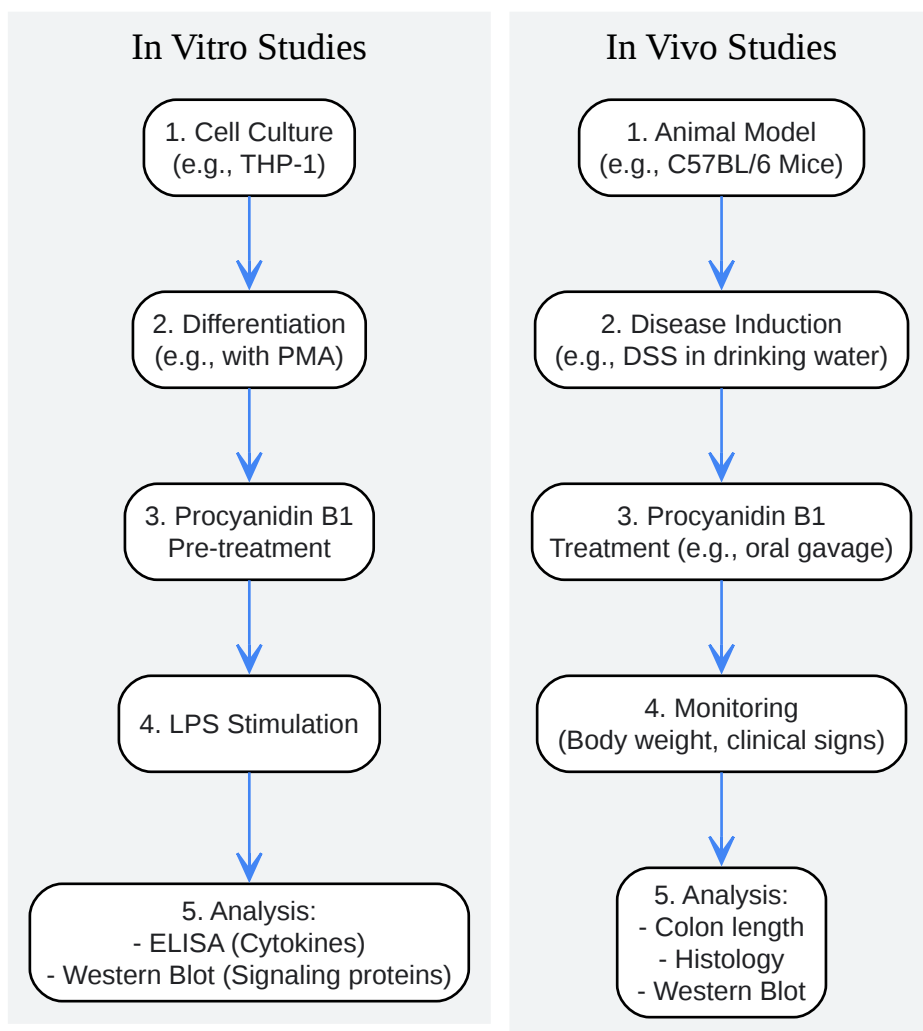 In Vitro Studies
1. Cell Culture
(e.g., THP-1)
2. Differentiation
(e.g., with PMA)
3. Procyanidin B1
Pre-treatment
4. LPS Stimulation
5. Analysis:
- ELISA (Cytokines)
- Western Blot (Signaling proteins)
In Vivo Studies
1. Animal Model
(e.g., C57BL/6 Mice)
2. Disease Induction
(e.g., DSS in drinking water)
3. Procyanidin B1
Treatment (e.g., oral gavage)
4. Monitoring
(Body weight, clinical signs)
5. Analysis:
- Colon length
- Histology
- Western Blot